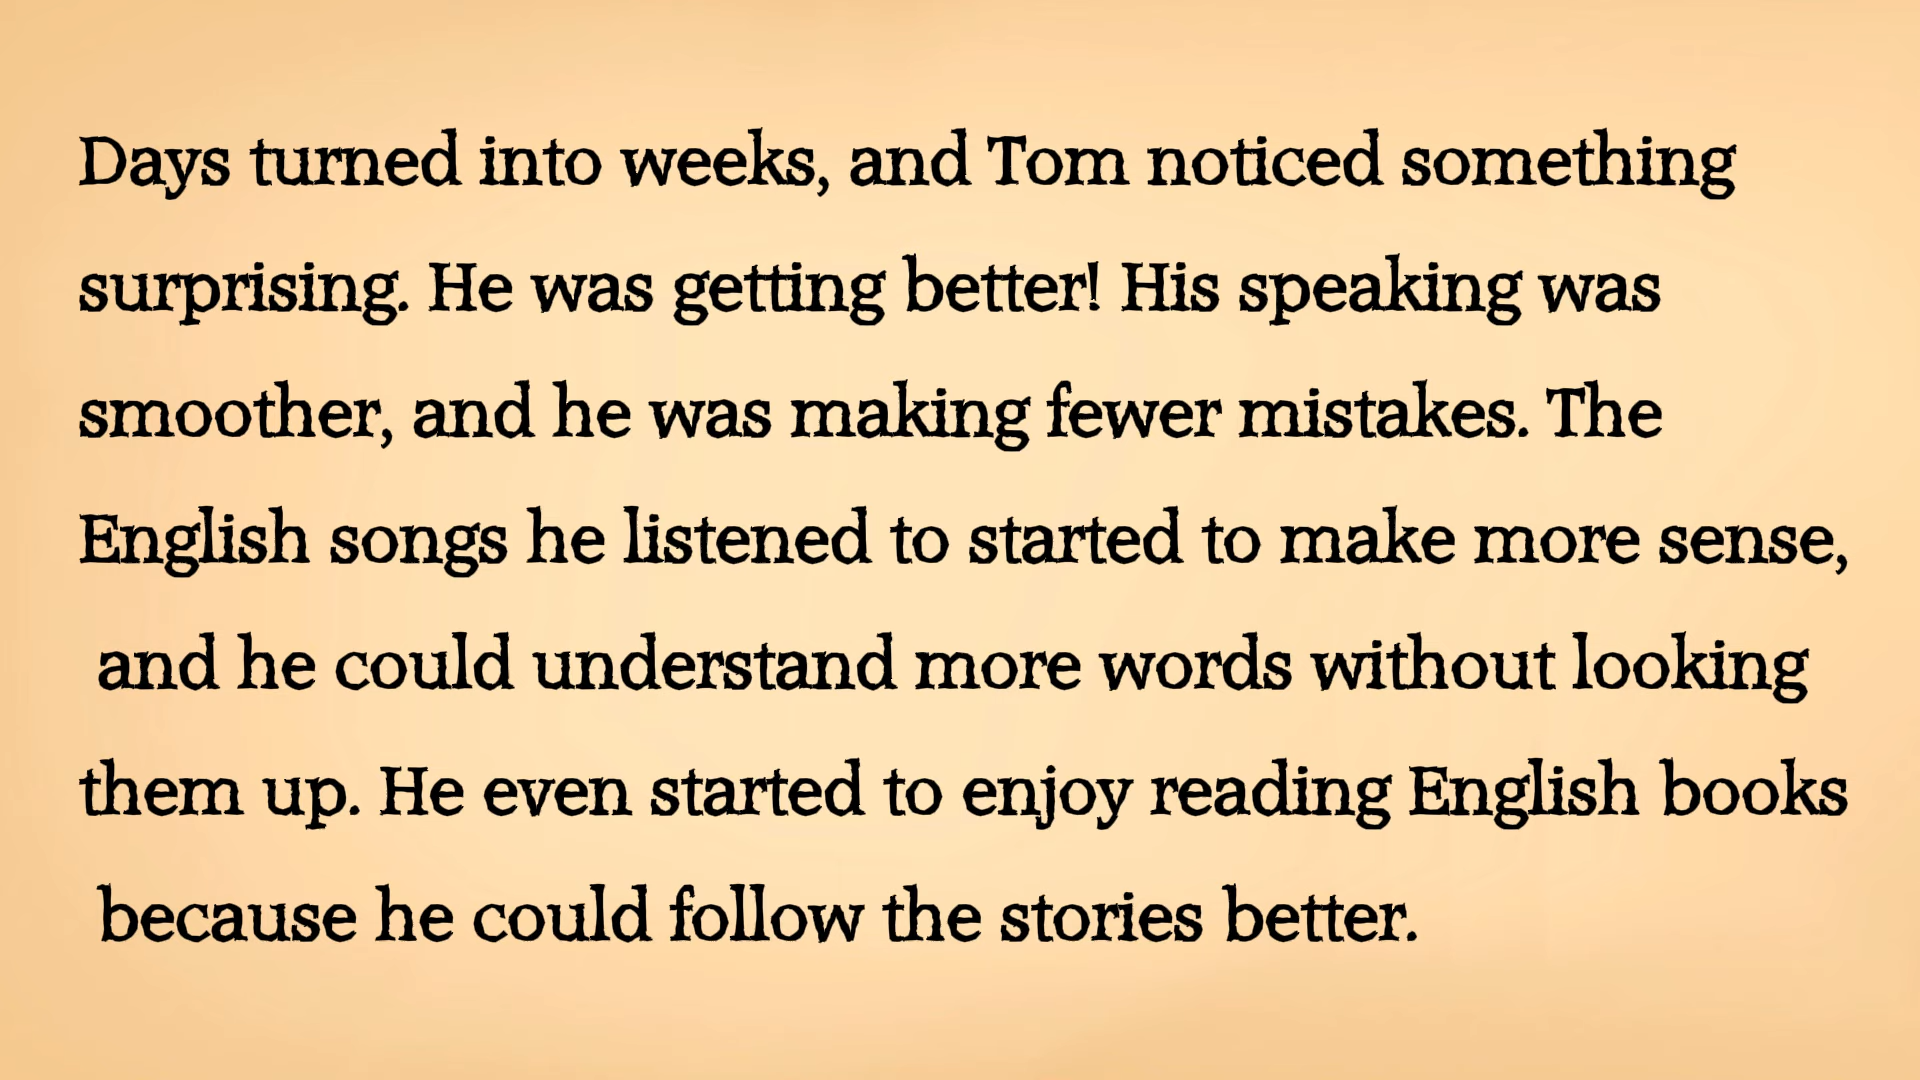 Days turned into weeks, and Tom noticed something
surprising. He was getting better! His speaking was
smoother, and he was making fewer mistakes. The
English songs he listened to started to make more sense,
and he could understand more words without looking
them up. He even started to enjoy reading English books
because he could follow the stories better.